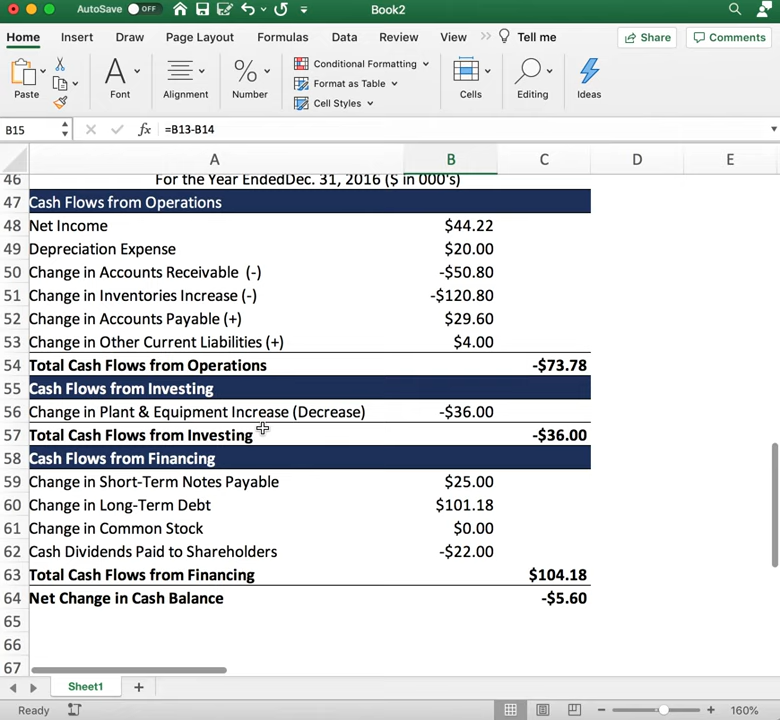 AutoSave OFF Book2
Home Insert Draw Page Layout Formulas Data Review View Tell me Share Comments
Paste Font Alignment Number Conditional Formatting Format as Table Cell Styles Cells Editing Ideas
B15 fx =B13-B14
A B C D E
46 For the Year EndedDec. 31, 2016 ($ in 000's)
47 Cash Flows from Operations
48 Net Income $44.22
49 Depreciation Expense $20.00
50 Change in Accounts Receivable (-) -$50.80
51 Change in Inventories Increase (-) -$120.80
52 Change in Accounts Payable (+) $29.60
53 Change in Other Current Liabilities (+) $4.00
54 Total Cash Flows from Operations -$73.78
55 Cash Flows from Investing
56 Change in Plant & Equipment Increase (Decrease) -$36.00
57 Total Cash Flows from Investing -$36.00
58 Cash Flows from Financing
59 Change in Short-Term Notes Payable $25.00
60 Change in Long-Term Debt $101.18
61 Change in Common Stock $0.00
62 Cash Dividends Paid to Shareholders -$22.00
63 Total Cash Flows from Financing $104.18
64 Net Change in Cash Balance -$5.60
65
66
67
Sheet1
Ready 160%